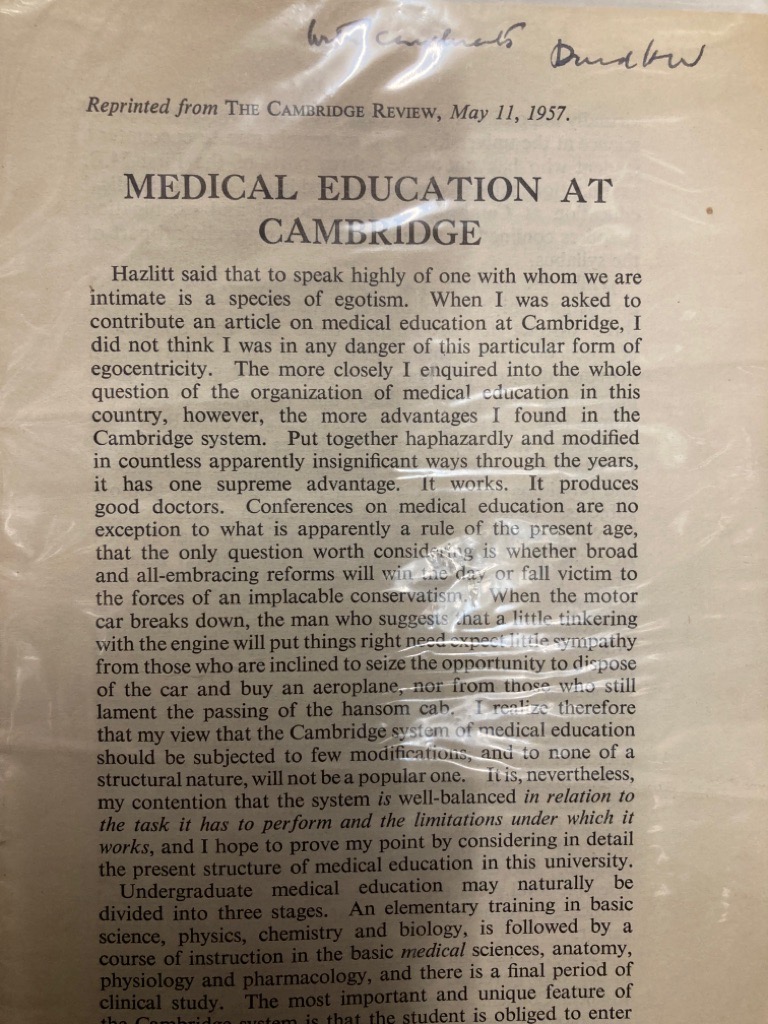 with compliments
Reprinted from THE CAMBRIDGE REVIEW, May 11, 1957.
MEDICAL EDUCATION AT
CAMBRIDGE
Hazlitt said that to speak highly of one with whom we are
intimate is a species of egotism. When I was asked to
contribute an article on medical education at Cambridge, I
did not think I was in any danger of this particular form of
egocentricity. The more closely I enquired into the whole
question of the organization of medical education in this
country, however, the more advantages I found in the
Cambridge system. Put together haphazardly and modified
in countless apparently insignificant ways through the years,
it has one supreme advantage. It works. It produces
good doctors. Conferences on medical education are no
exception to what is apparently a rule of the present age,
that the only question worth considering is whether broad
and all-embracing reforms will win the day or fall victim to
the forces of an implacable conservatism. When the motor
car breaks down, the man who suggests that a little tinkering
with the engine will put things right need expect little sympathy
from those who are inclined to seize the opportunity to dispose
of the car and buy an aeroplane, nor from those who still
lament the passing of the hansom cab. I realize therefore
that my view that the Cambridge system of medical education
should be subjected to few modifications, and to none of a
structural nature, will not be a popular one. It is, nevertheless,
my contention that the system is well-balanced in relation to
the task it has to perform and the limitations under which it
works, and I hope to prove my point by considering in detail
the present structure of medical education in this university.
Undergraduate medical education may naturally be
divided into three stages. An elementary training in basic
science, physics, chemistry and biology, is followed by a
course of instruction in the basic medical sciences, anatomy,
physiology and pharmacology, and there is a final period of
clinical study. The most important and unique feature of
the Cambridge system is that the student is obliged to enter